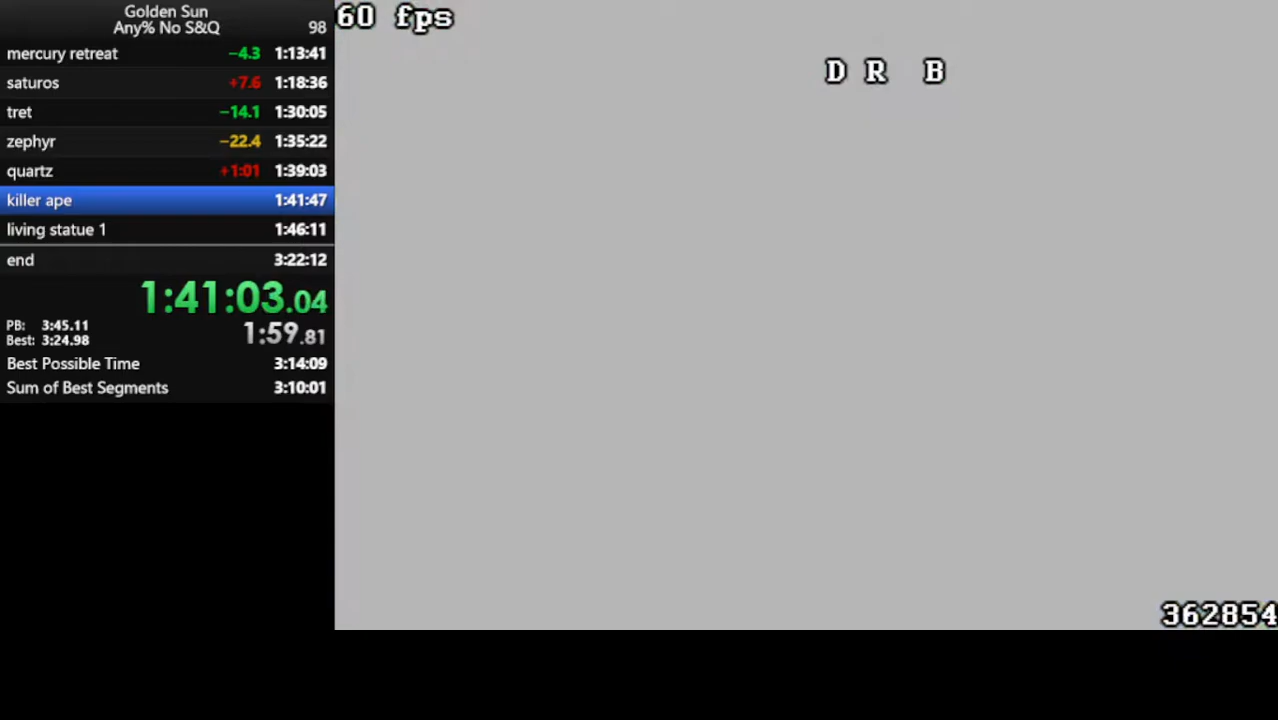 Golden Sun
Any% No S&Q 98
mercury retreat −4.3 1:13:41
saturos +7.6 1:18:36
tret −14.1 1:30:05
zephyr −22.4 1:35:22
quartz +1:01 1:39:03
killer ape 1:41:47
living statue 1 1:46:11
end 3:22:12
1:41:03.04
PB: 3:45.11
Best: 3:24.98
1:59.81
Best Possible Time 3:14:09
Sum of Best Segments 3:10:01
60 fps
D R B
362854